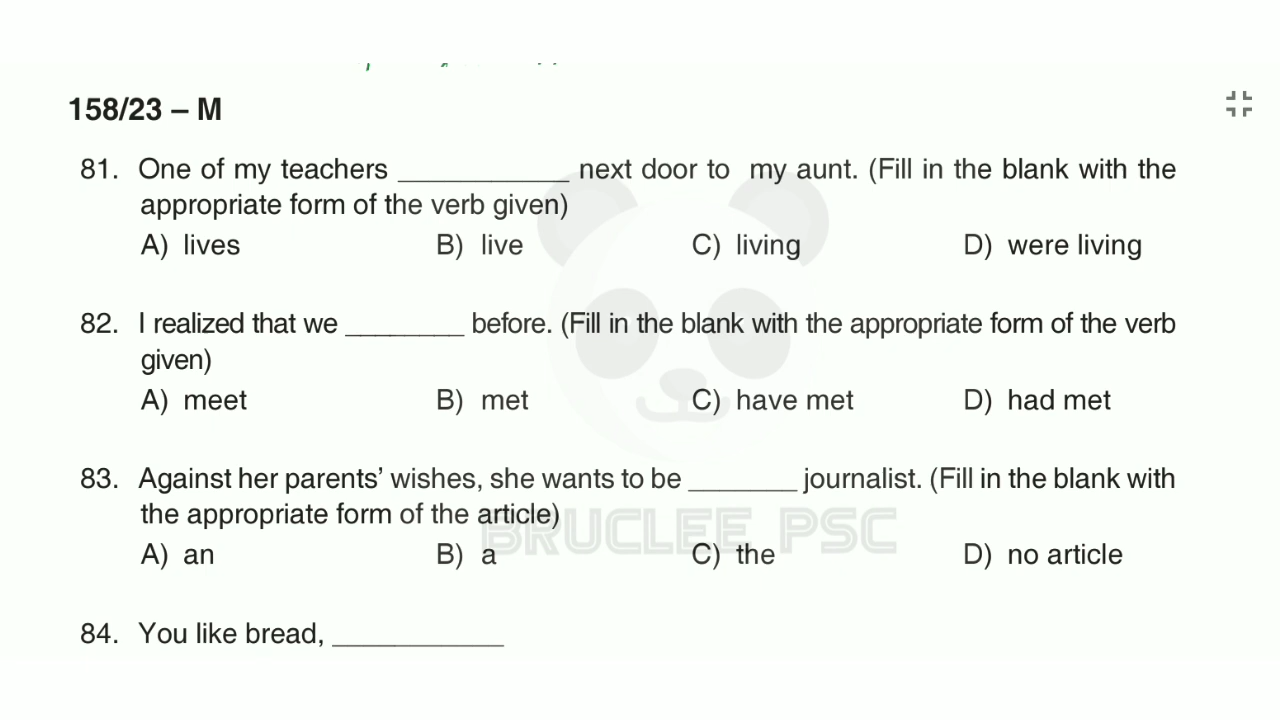 158/23 – M
81. One of my teachers ___________ next door to my aunt. (Fill in the blank with the
appropriate form of the verb given)
A) lives B) live C) living D) were living
82. I realized that we ________ before. (Fill in the blank with the appropriate form of the verb
given)
A) meet B) met C) have met D) had met
83. Against her parents’ wishes, she wants to be _______ journalist. (Fill in the blank with
the appropriate form of the article)
BRUCLEE PSC
A) an B) a C) the D) no article
84. You like bread, ___________